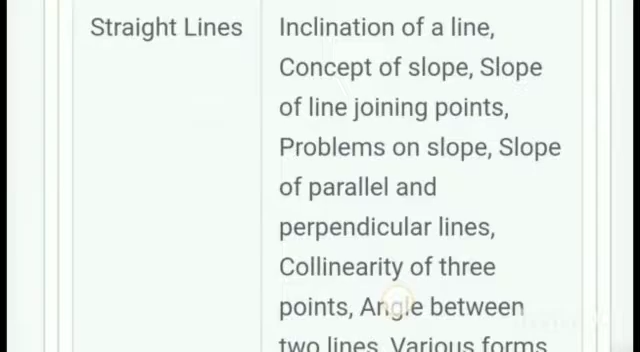 Straight Lines
Inclination of a line,
Concept of slope, Slope
of line joining points,
Problems on slope, Slope
of parallel and
perpendicular lines,
Collinearity of three
points, Angle between
two lines, Various forms